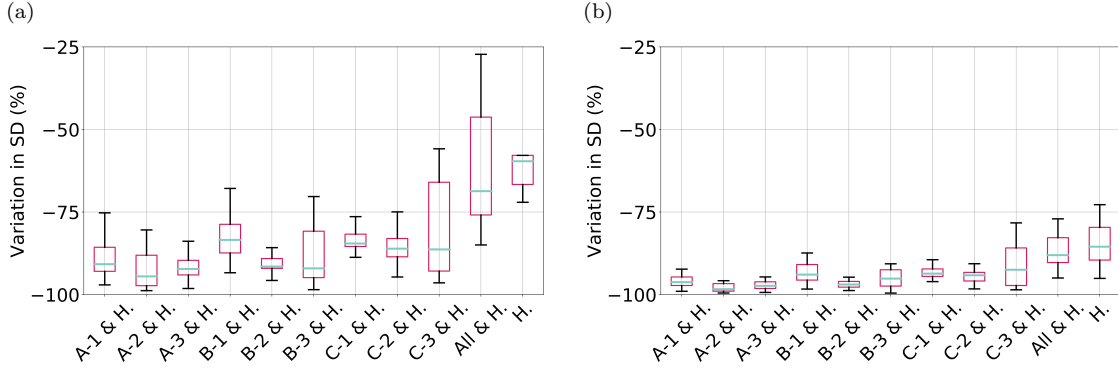 (a)
Variation in SD (%)
−25
−50
−75
−100
A-1 & H.
A-2 & H.
A-3 & H.
B-1 & H.
B-2 & H.
B-3 & H.
C-1 & H.
C-2 & H.
C-3 & H.
All & H.
H.
(b)
Variation in SD (%)
−25
−50
−75
−100
A-1 & H.
A-2 & H.
A-3 & H.
B-1 & H.
B-2 & H.
B-3 & H.
C-1 & H.
C-2 & H.
C-3 & H.
All & H.
H.